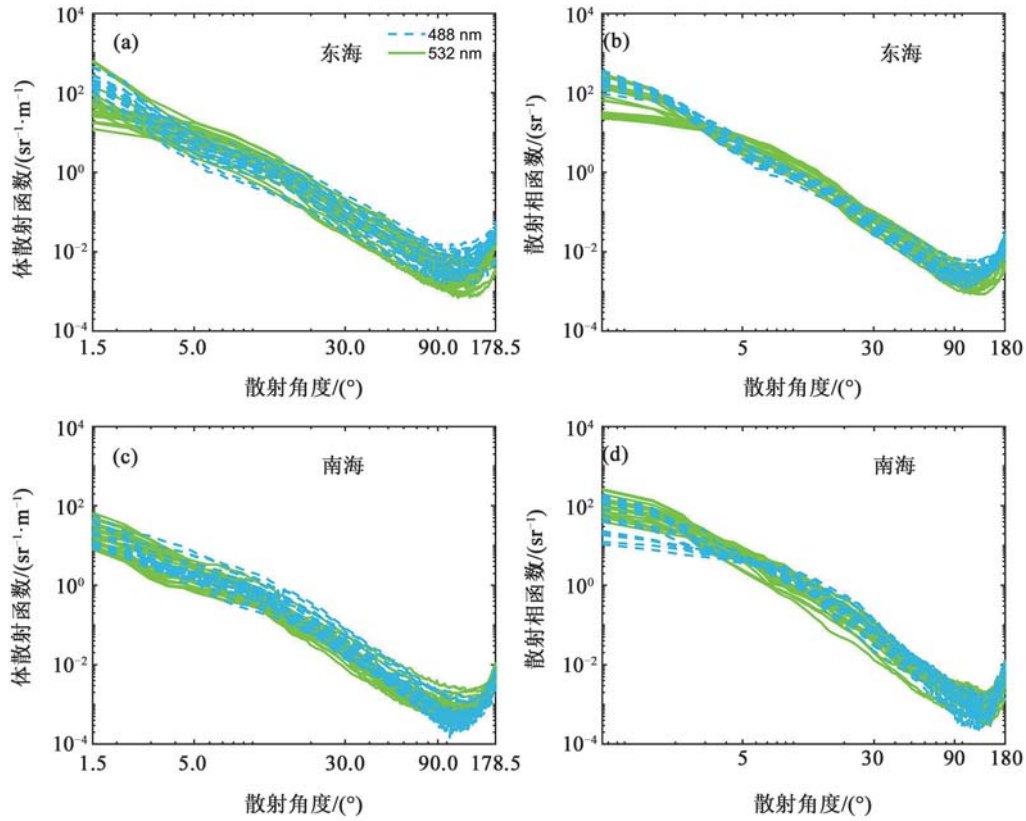 (a)
东海
488 nm
532 nm
体散射函数/(sr⁻¹·m⁻¹)
10⁴
10²
10⁰
10⁻²
10⁻⁴
1.5 5.0 30.0 90.0 178.5
散射角度/(°)
(b)
东海
散射相函数/(sr⁻¹)
10⁴
10²
10⁰
10⁻²
10⁻⁴
5 30 90 180
散射角度/(°)
(c)
南海
体散射函数/(sr⁻¹·m⁻¹)
10⁴
10²
10⁰
10⁻²
10⁻⁴
1.5 5.0 30.0 90.0 178.5
散射角度/(°)
(d)
南海
散射相函数/(sr⁻¹)
10⁴
10²
10⁰
10⁻²
10⁻⁴
5 30 90 180
散射角度/(°)